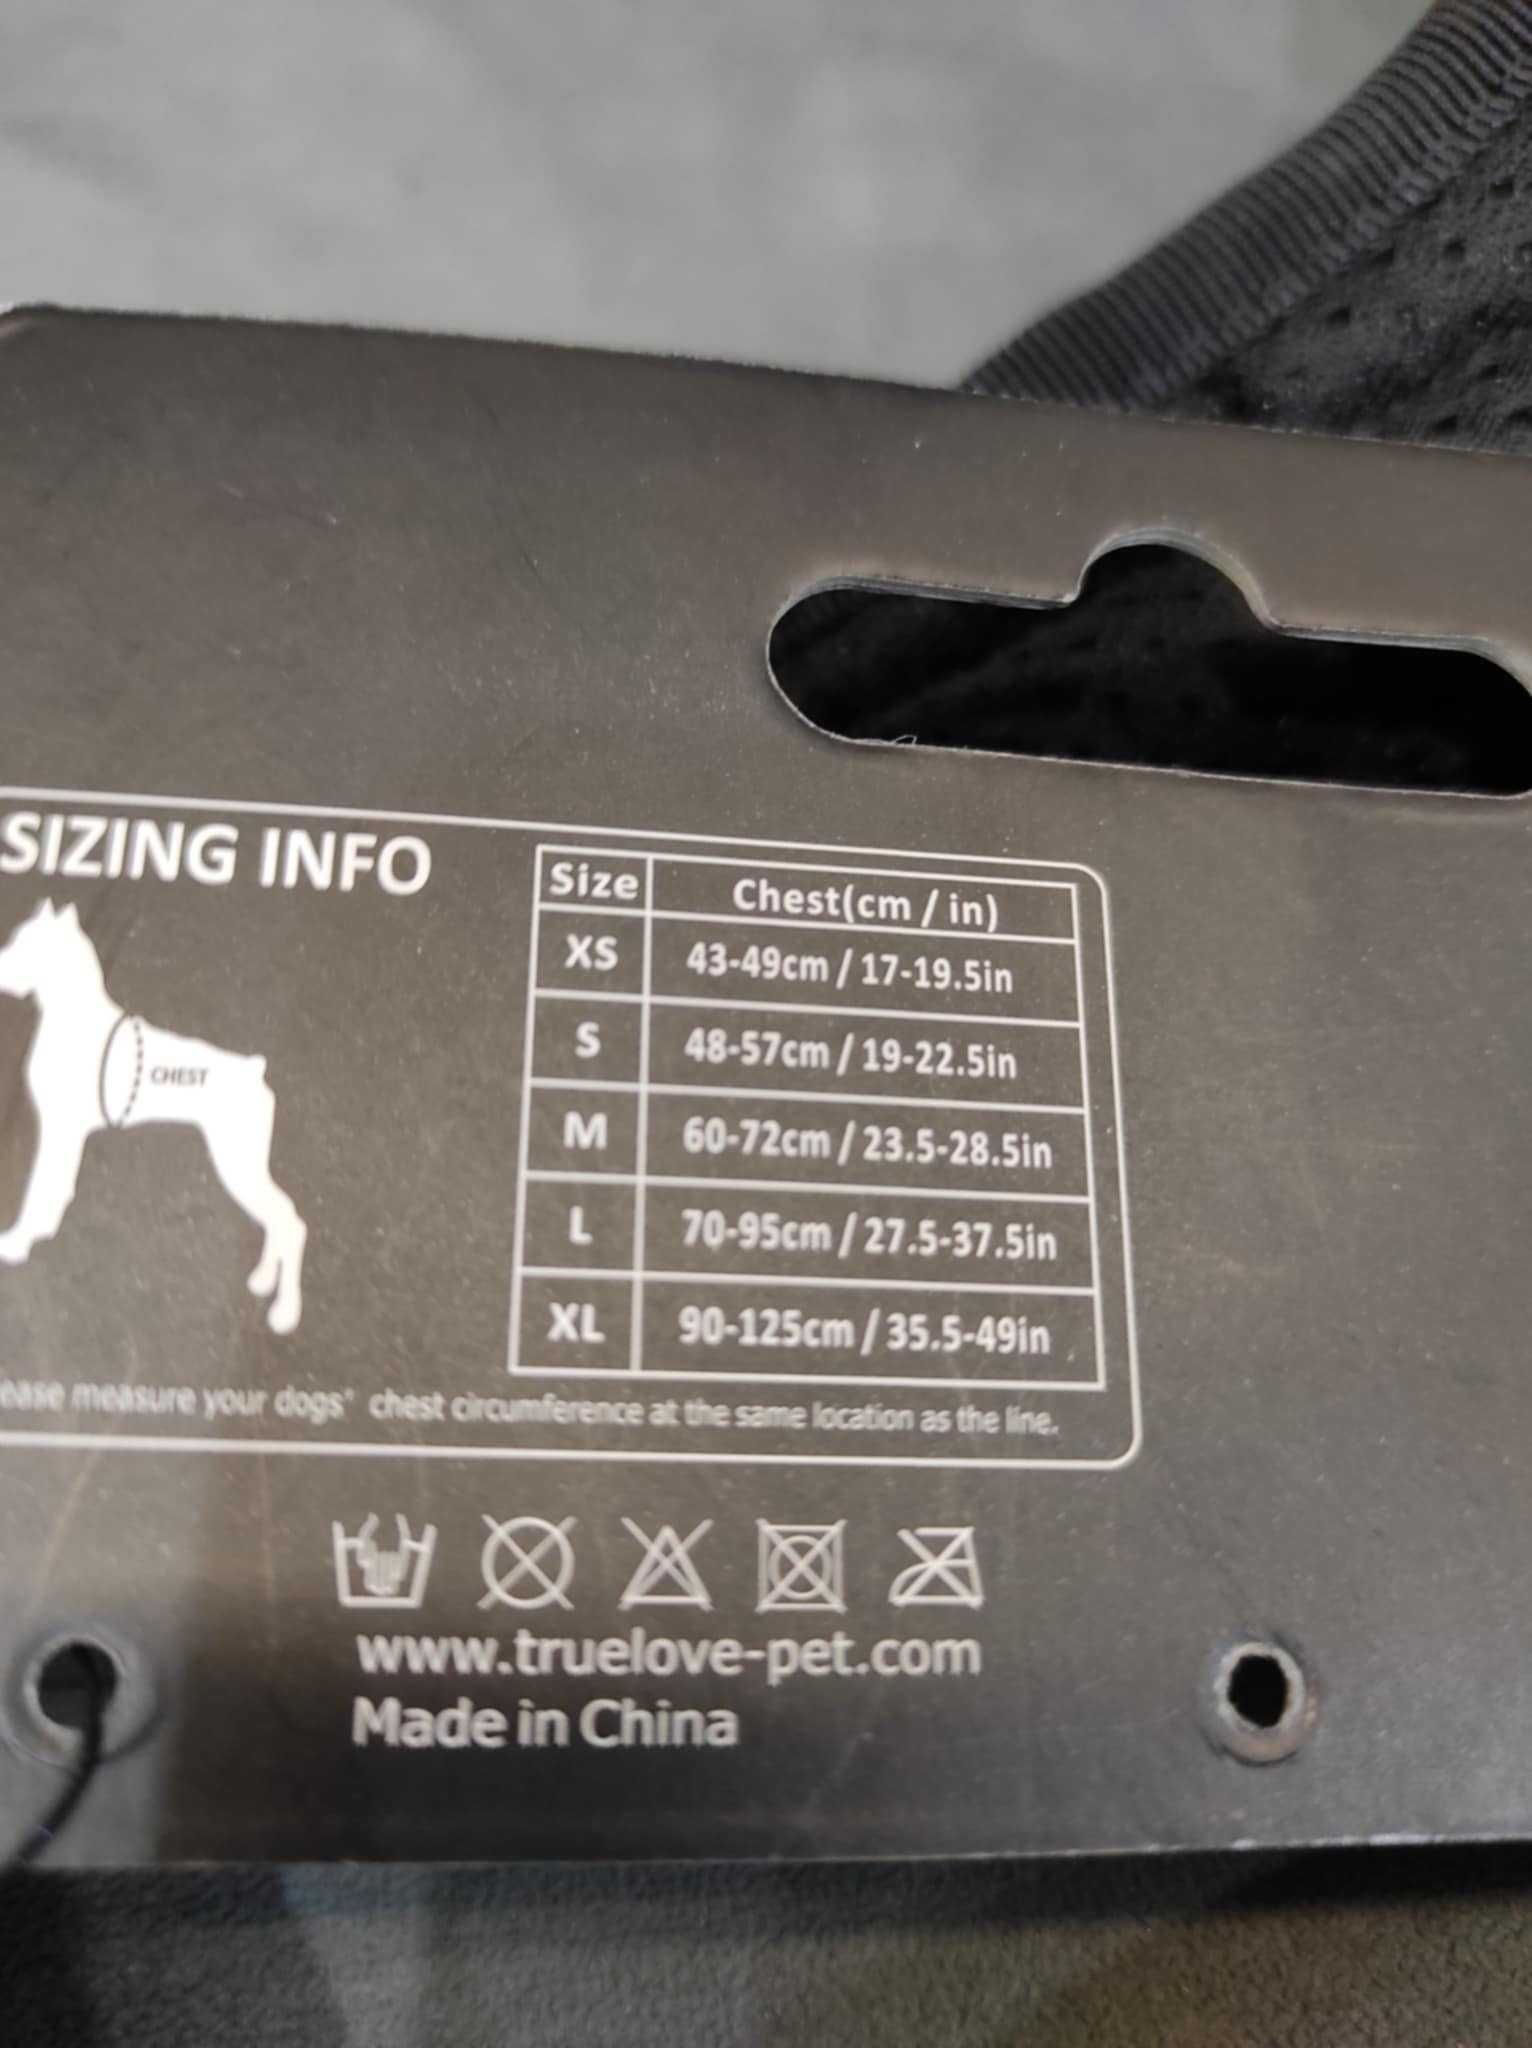 SIZING INFO
Size Chest(cm / in)
XS 43-49cm / 17-19.5in
S 48-57cm / 19-22.5in
CHEST
M 60-72cm / 23.5-28.5in
L 70-95cm / 27.5-37.5in
XL 90-125cm / 35.5-49in
measure your dogs' chest circumference at the same location as the line.
www.truelove-pet.com
Made in China